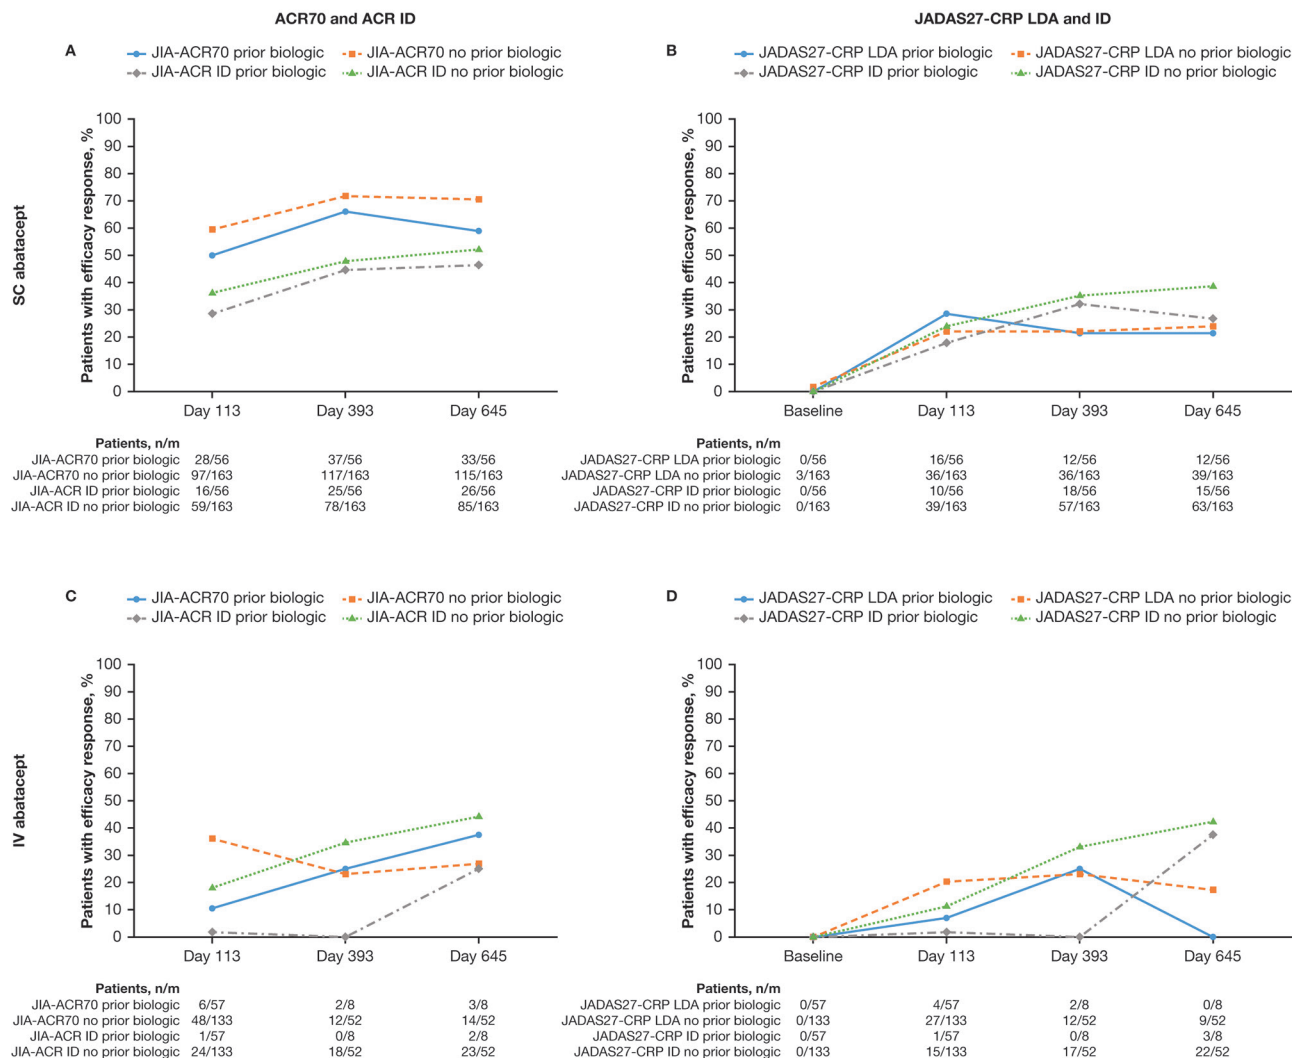 ACR70 and ACR ID
JADAS27-CRP LDA and ID
SC abatacept
A
JIA-ACR70 prior biologic
JIA-ACR70 no prior biologic
JIA-ACR ID prior biologic
JIA-ACR ID no prior biologic
Patients with efficacy response, %
100
90
80
70
60
50
40
30
20
10
0
Day 113 Day 393 Day 645
Patients, n/m
JIA-ACR70 prior biologic 28/56 37/56 33/56
JIA-ACR70 no prior biologic 97/163 117/163 115/163
JIA-ACR ID prior biologic 16/56 25/56 26/56
JIA-ACR ID no prior biologic 59/163 78/163 85/163
B
JADAS27-CRP LDA prior biologic
JADAS27-CRP LDA no prior biologic
JADAS27-CRP ID prior biologic
JADAS27-CRP ID no prior biologic
Patients with efficacy response, %
100
90
80
70
60
50
40
30
20
10
0
Baseline Day 113 Day 393 Day 645
Patients, n/m
JADAS27-CRP LDA prior biologic 0/56 16/56 12/56 12/56
JADAS27-CRP LDA no prior biologic 3/163 36/163 36/163 39/163
JADAS27-CRP ID prior biologic 0/56 10/56 18/56 15/56
JADAS27-CRP ID no prior biologic 0/163 39/163 57/163 63/163
IV abatacept
C
JIA-ACR70 prior biologic
JIA-ACR70 no prior biologic
JIA-ACR ID prior biologic
JIA-ACR ID no prior biologic
Patients with efficacy response, %
100
90
80
70
60
50
40
30
20
10
0
Day 113 Day 393 Day 645
Patients, n/m
JIA-ACR70 prior biologic 6/57 2/8 3/8
JIA-ACR70 no prior biologic 48/133 12/52 14/52
JIA-ACR ID prior biologic 1/57 0/8 2/8
JIA-ACR ID no prior biologic 24/133 18/52 23/52
D
JADAS27-CRP LDA prior biologic
JADAS27-CRP LDA no prior biologic
JADAS27-CRP ID prior biologic
JADAS27-CRP ID no prior biologic
Patients with efficacy response, %
100
90
80
70
60
50
40
30
20
10
0
Baseline Day 113 Day 393 Day 645
Patients, n/m
JADAS27-CRP LDA prior biologic 0/57 4/57 2/8 0/8
JADAS27-CRP LDA no prior biologic 0/133 27/133 12/52 9/52
JADAS27-CRP ID prior biologic 0/57 1/57 0/8 3/8
JADAS27-CRP ID no prior biologic 0/133 15/133 17/52 22/52